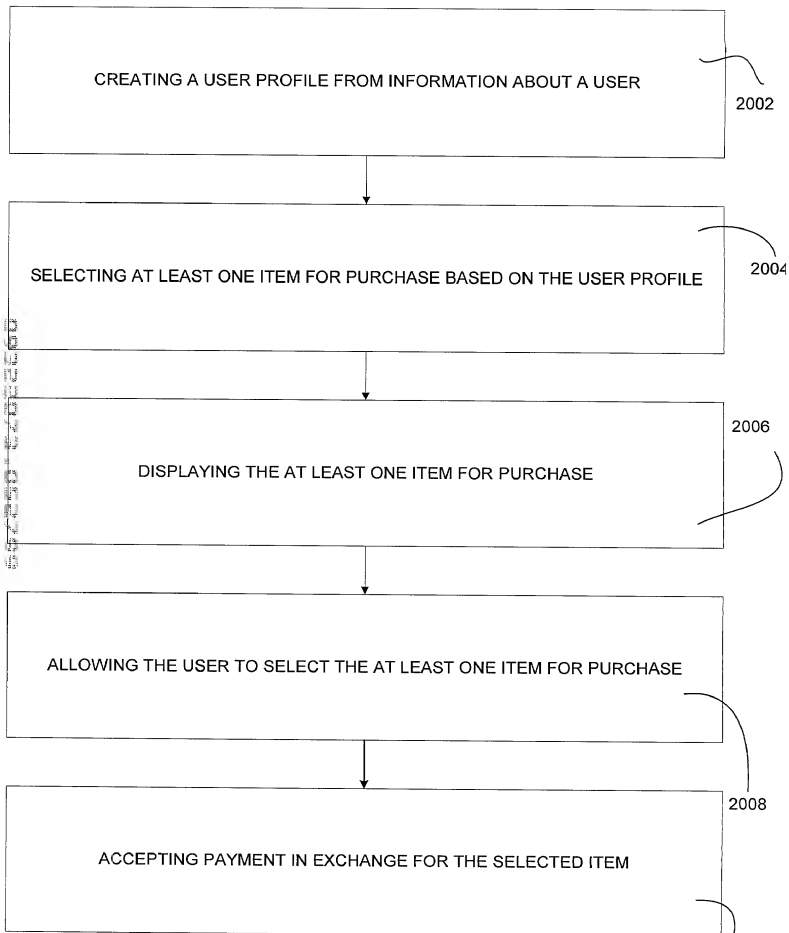 CREATING A USER PROFILE FROM INFORMATION ABOUT A USER
2002
SELECTING AT LEAST ONE ITEM FOR PURCHASE BASED ON THE USER PROFILE
2004
2006
DISPLAYING THE AT LEAST ONE ITEM FOR PURCHASE
ALLOWING THE USER TO SELECT THE AT LEAST ONE ITEM FOR PURCHASE
2008
ACCEPTING PAYMENT IN EXCHANGE FOR THE SELECTED ITEM